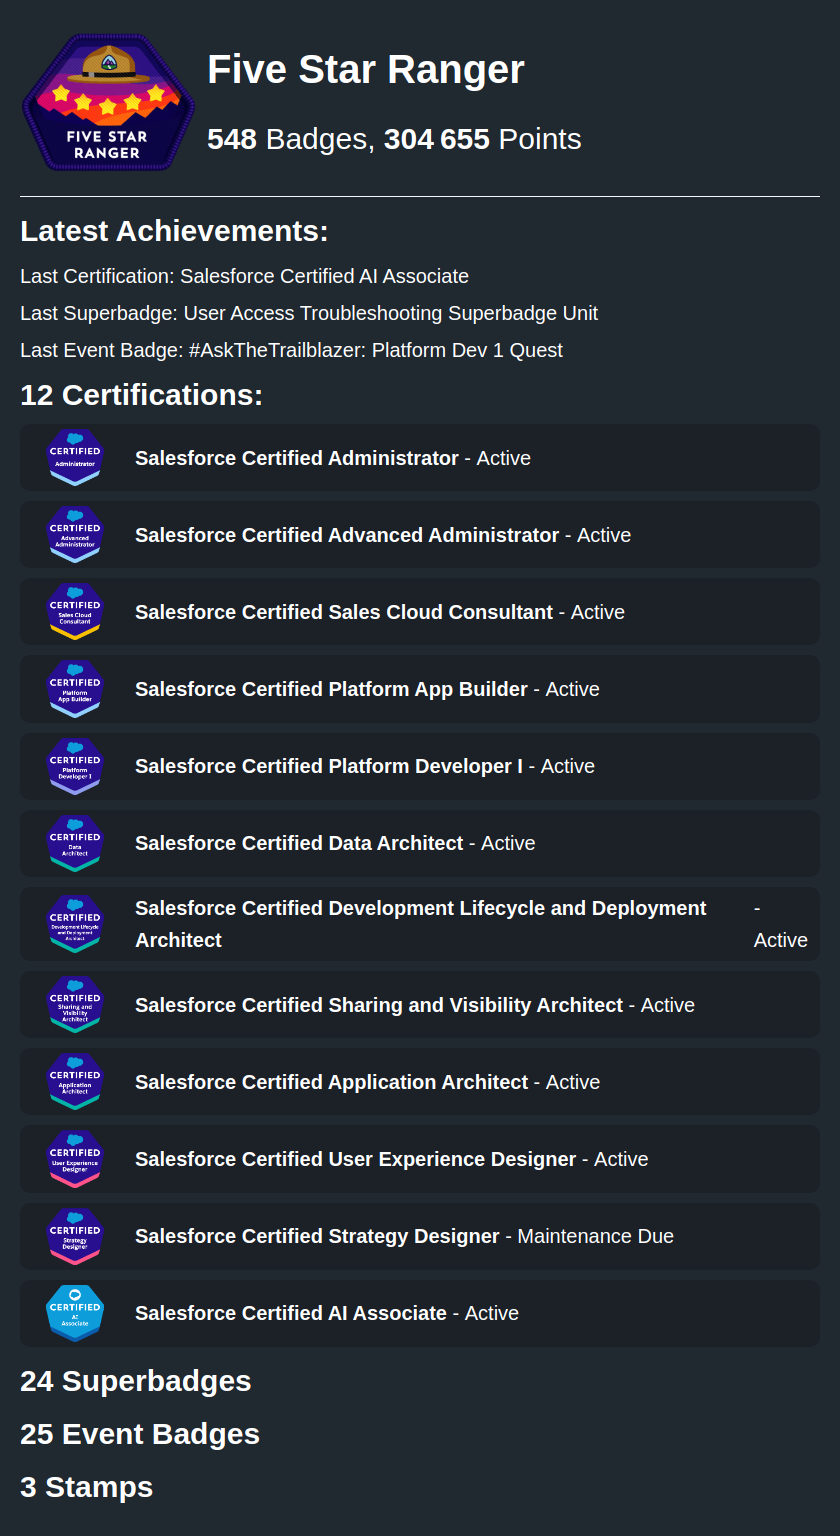 FIVE STAR
RANGER
Five Star Ranger
548 Badges, 304 655 Points
Latest Achievements:
Last Certification: Salesforce Certified AI Associate
Last Superbadge: User Access Troubleshooting Superbadge Unit
Last Event Badge: #AskTheTrailblazer: Platform Dev 1 Quest
12 Certifications:
CERTIFIED
Administrator
Salesforce Certified Administrator - Active
CERTIFIED
Advanced
Administrator
Salesforce Certified Advanced Administrator - Active
CERTIFIED
Sales Cloud
Consultant
Salesforce Certified Sales Cloud Consultant - Active
CERTIFIED
Platform
App Builder
Salesforce Certified Platform App Builder - Active
CERTIFIED
Platform
Developer I
Salesforce Certified Platform Developer I - Active
CERTIFIED
Data
Architect
Salesforce Certified Data Architect - Active
CERTIFIED
Development Lifecycle
and Deployment
Architect
Salesforce Certified Development Lifecycle and Deployment -
Architect Active
CERTIFIED
Sharing and
Visibility
Architect
Salesforce Certified Sharing and Visibility Architect - Active
CERTIFIED
Application
Architect
Salesforce Certified Application Architect - Active
CERTIFIED
User Experience
Designer
Salesforce Certified User Experience Designer - Active
CERTIFIED
Strategy
Designer
Salesforce Certified Strategy Designer - Maintenance Due
CERTIFIED
AI
Associate
Salesforce Certified AI Associate - Active
24 Superbadges
25 Event Badges
3 Stamps